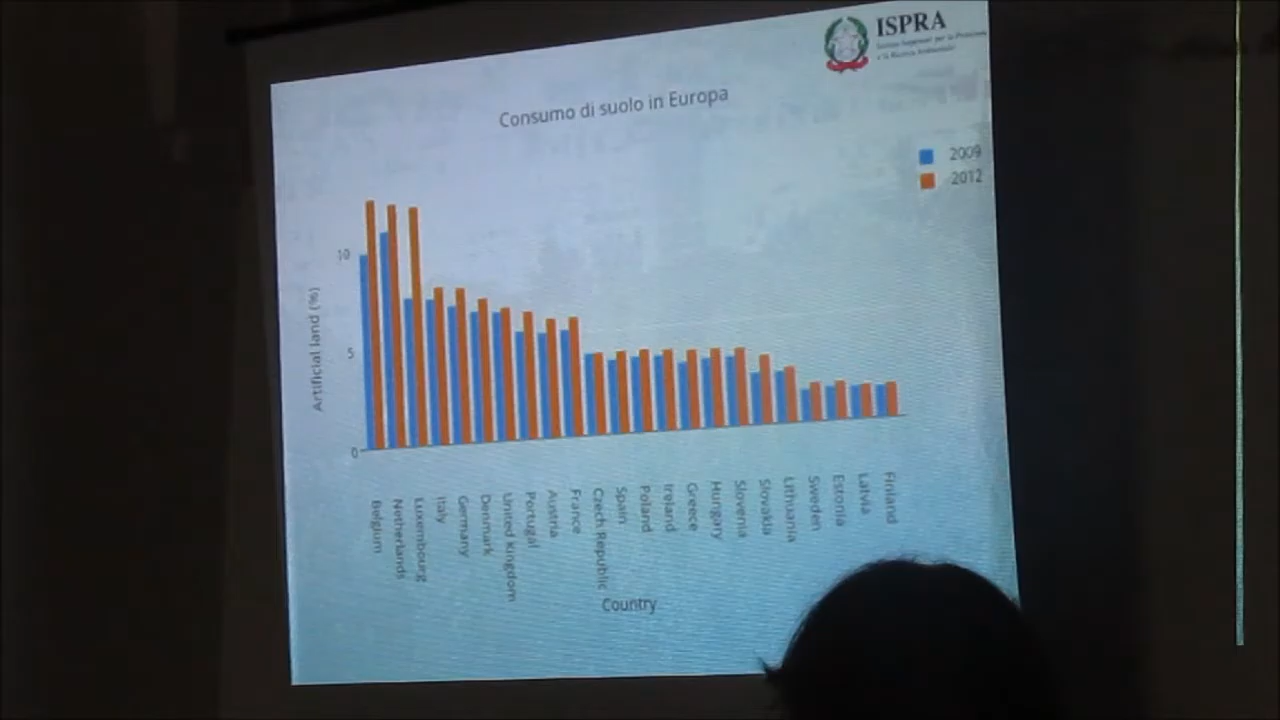 ISPRA
Consumo di suolo in Europa
2009
2012
10
5
0
Artificial land (%)
Belgium
Netherlands
Luxembourg
Italy
Germany
Denmark
United Kingdom
Portugal
Austria
France
Czech Republic
Spain
Poland
Ireland
Greece
Hungary
Slovenia
Slovakia
Lithuania
Sweden
Estonia
Latvia
Finland
Country